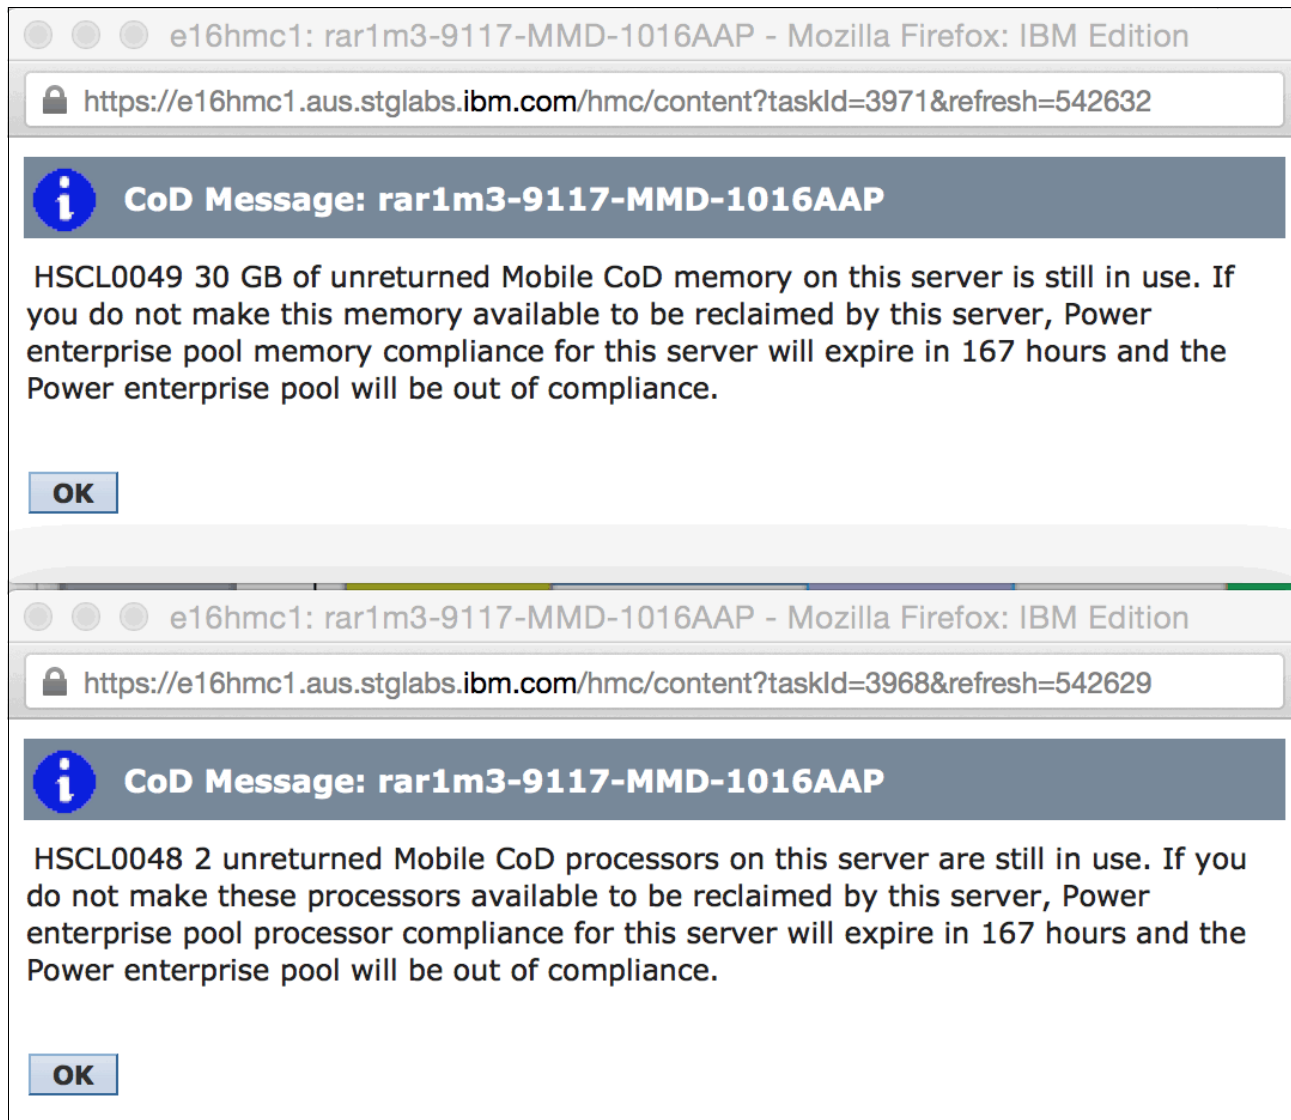 e16hmc1: rar1m3-9117-MMD-1016AAP - Mozilla Firefox: IBM Edition
https://e16hmc1.aus.stglabs.ibm.com/hmc/content?taskId=3971&refresh=542632
CoD Message: rar1m3-9117-MMD-1016AAP
HSCL0049 30 GB of unreturned Mobile CoD memory on this server is still in use. If
you do not make this memory available to be reclaimed by this server, Power
enterprise pool memory compliance for this server will expire in 167 hours and the
Power enterprise pool will be out of compliance.
OK
e16hmc1: rar1m3-9117-MMD-1016AAP - Mozilla Firefox: IBM Edition
https://e16hmc1.aus.stglabs.ibm.com/hmc/content?taskId=3968&refresh=542629
CoD Message: rar1m3-9117-MMD-1016AAP
HSCL0048 2 unreturned Mobile CoD processors on this server are still in use. If you
do not make these processors available to be reclaimed by this server, Power
enterprise pool processor compliance for this server will expire in 167 hours and the
Power enterprise pool will be out of compliance.
OK